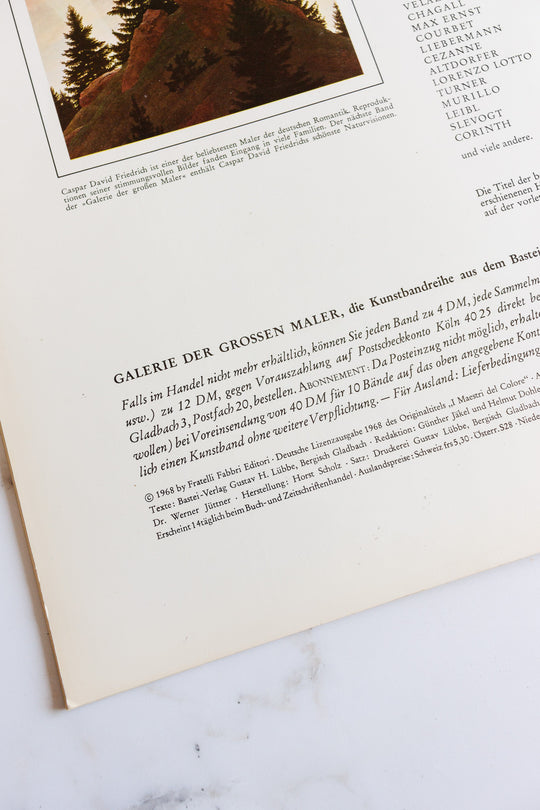 CHAGALL
MAX ERNST
COURBET
LIEBERMANN
CEZANNE
ALTDORFER
LORENZO LOTTO
TURNER
MURILLO
LEIBL
SLEVOGT
CORINTH
und viele andere.
Caspar David Friedrich ist einer der beliebtesten Maler der deutschen Romantik. Reproduk-
tionen seiner stimmungsvollen Bilder fanden Eingang in viele Familien. Der nächste Band
der »Galerie der großen Maler« enthält Caspar David Friedrichs schönste Naturvisionen.
Die Titel der b
erschienenen H
auf der vorle
GALERIE DER GROSSEN MALER, die Kunstbandreihe aus dem Bastei
Falls im Handel nicht mehr erhältlich, können Sie jeden Band zu 4 DM, jede Sammelm
usw.) zu 12 DM, gegen Vorauszahlung auf Postscheckkonto Köln 40 25 direkt be
Gladbach 3, Postfach 20, bestellen. ABONNEMENT: Da Posteinzug nicht möglich, erhalte
wollen) bei Voreinsendung von 40 DM für 10 Bände auf das oben angegebene Kont
lich einen Kunstband ohne weitere Verpflichtung. — Für Ausland: Lieferbedingung
© 1968 by Fratelli Fabbri Editori · Deutsche Lizenzausgabe 1968 des Originaltitels „I Maestri del Colore“ · A
Texte: Bastei-Verlag Gustav H. Lübbe, Bergisch Gladbach · Redaktion: Günther Jäkel und Helmut Dohle
Dr. Werner Jüttner · Herstellung: Horst Scholz · Satz: Druckerei Gustav Lübbe, Bergisch Gladbach
Erscheint 14täglich beim Buch- und Zeitschriftenhandel · Auslandspreise: Schweiz frs 5,30 · Österr. S28 · Niede